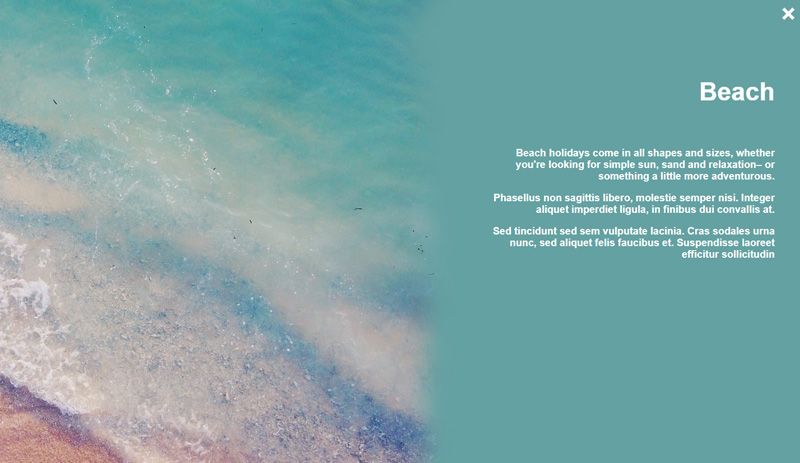 Beach
Beach holidays come in all shapes and sizes, whether
you're looking for simple sun, sand and relaxation– or
something a little more adventurous.
Phasellus non sagittis libero, molestie semper nisi. Integer
aliquet imperdiet ligula, in finibus dui convallis at.
Sed tincidunt sed sem vulputate lacinia. Cras sodales urna
nunc, sed aliquet felis faucibus et. Suspendisse laoreet
efficitur sollicitudin